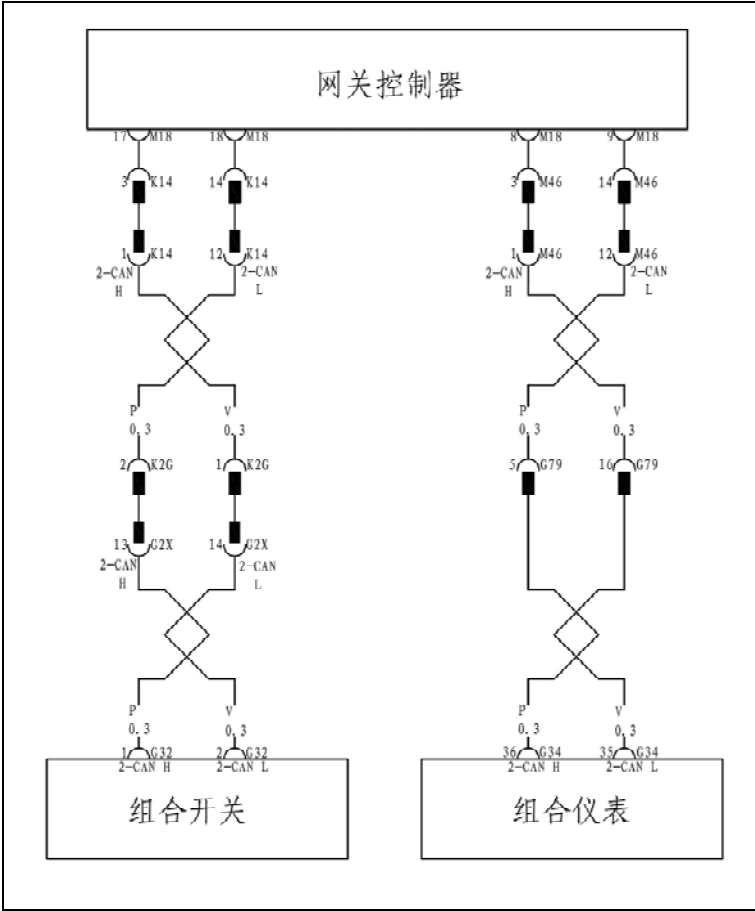 网关控制器
17 M18 18 M18 8 M18 9 M18
3 K14 14 K14 3 M46 14 M46
1 K14 12 K14 1 M46 12 M46
2-CAN 2-CAN 2-CAN 2-CAN
H L H L
P V P V
0.3 0.3 0.3 0.3
2 K2G 1 K2G 5 G79 16 G79
13 G2X 14 G2X
2-CAN 2-CAN
H L
P V P V
0.3 0.3 0.3 0.3
1 G32 2 G32 36 G34 35 G34
2-CAN H 2-CAN L 2-CAN H 2-CAN L
组合开关 组合仪表